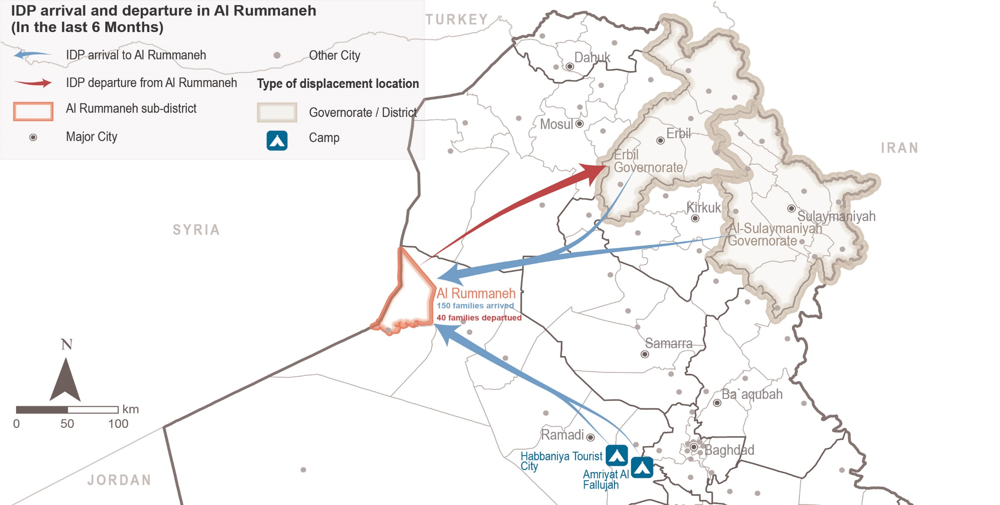 IDP arrival and departure in Al Rummaneh
(In the last 6 Months)
IDP arrival to Al Rummaneh
IDP departure from Al Rummaneh
Al Rummaneh sub-district
Major City
Other City
Type of displacement location
Governorate / District
Camp
TURKEY
Dahuk
Mosul
Erbil
Erbil
Governorate
IRAN
SYRIA
Kirkuk
Sulaymaniyah
Al-Sulaymaniyah
Governorate
Al Rummaneh
150 families arrived
40 families departued
Samarra
N
km
0 50 100
Ba`aqubah
Ramadi
Baghdad
Habbaniya Tourist
City
Amriyat Al
Fallujah
JORDAN